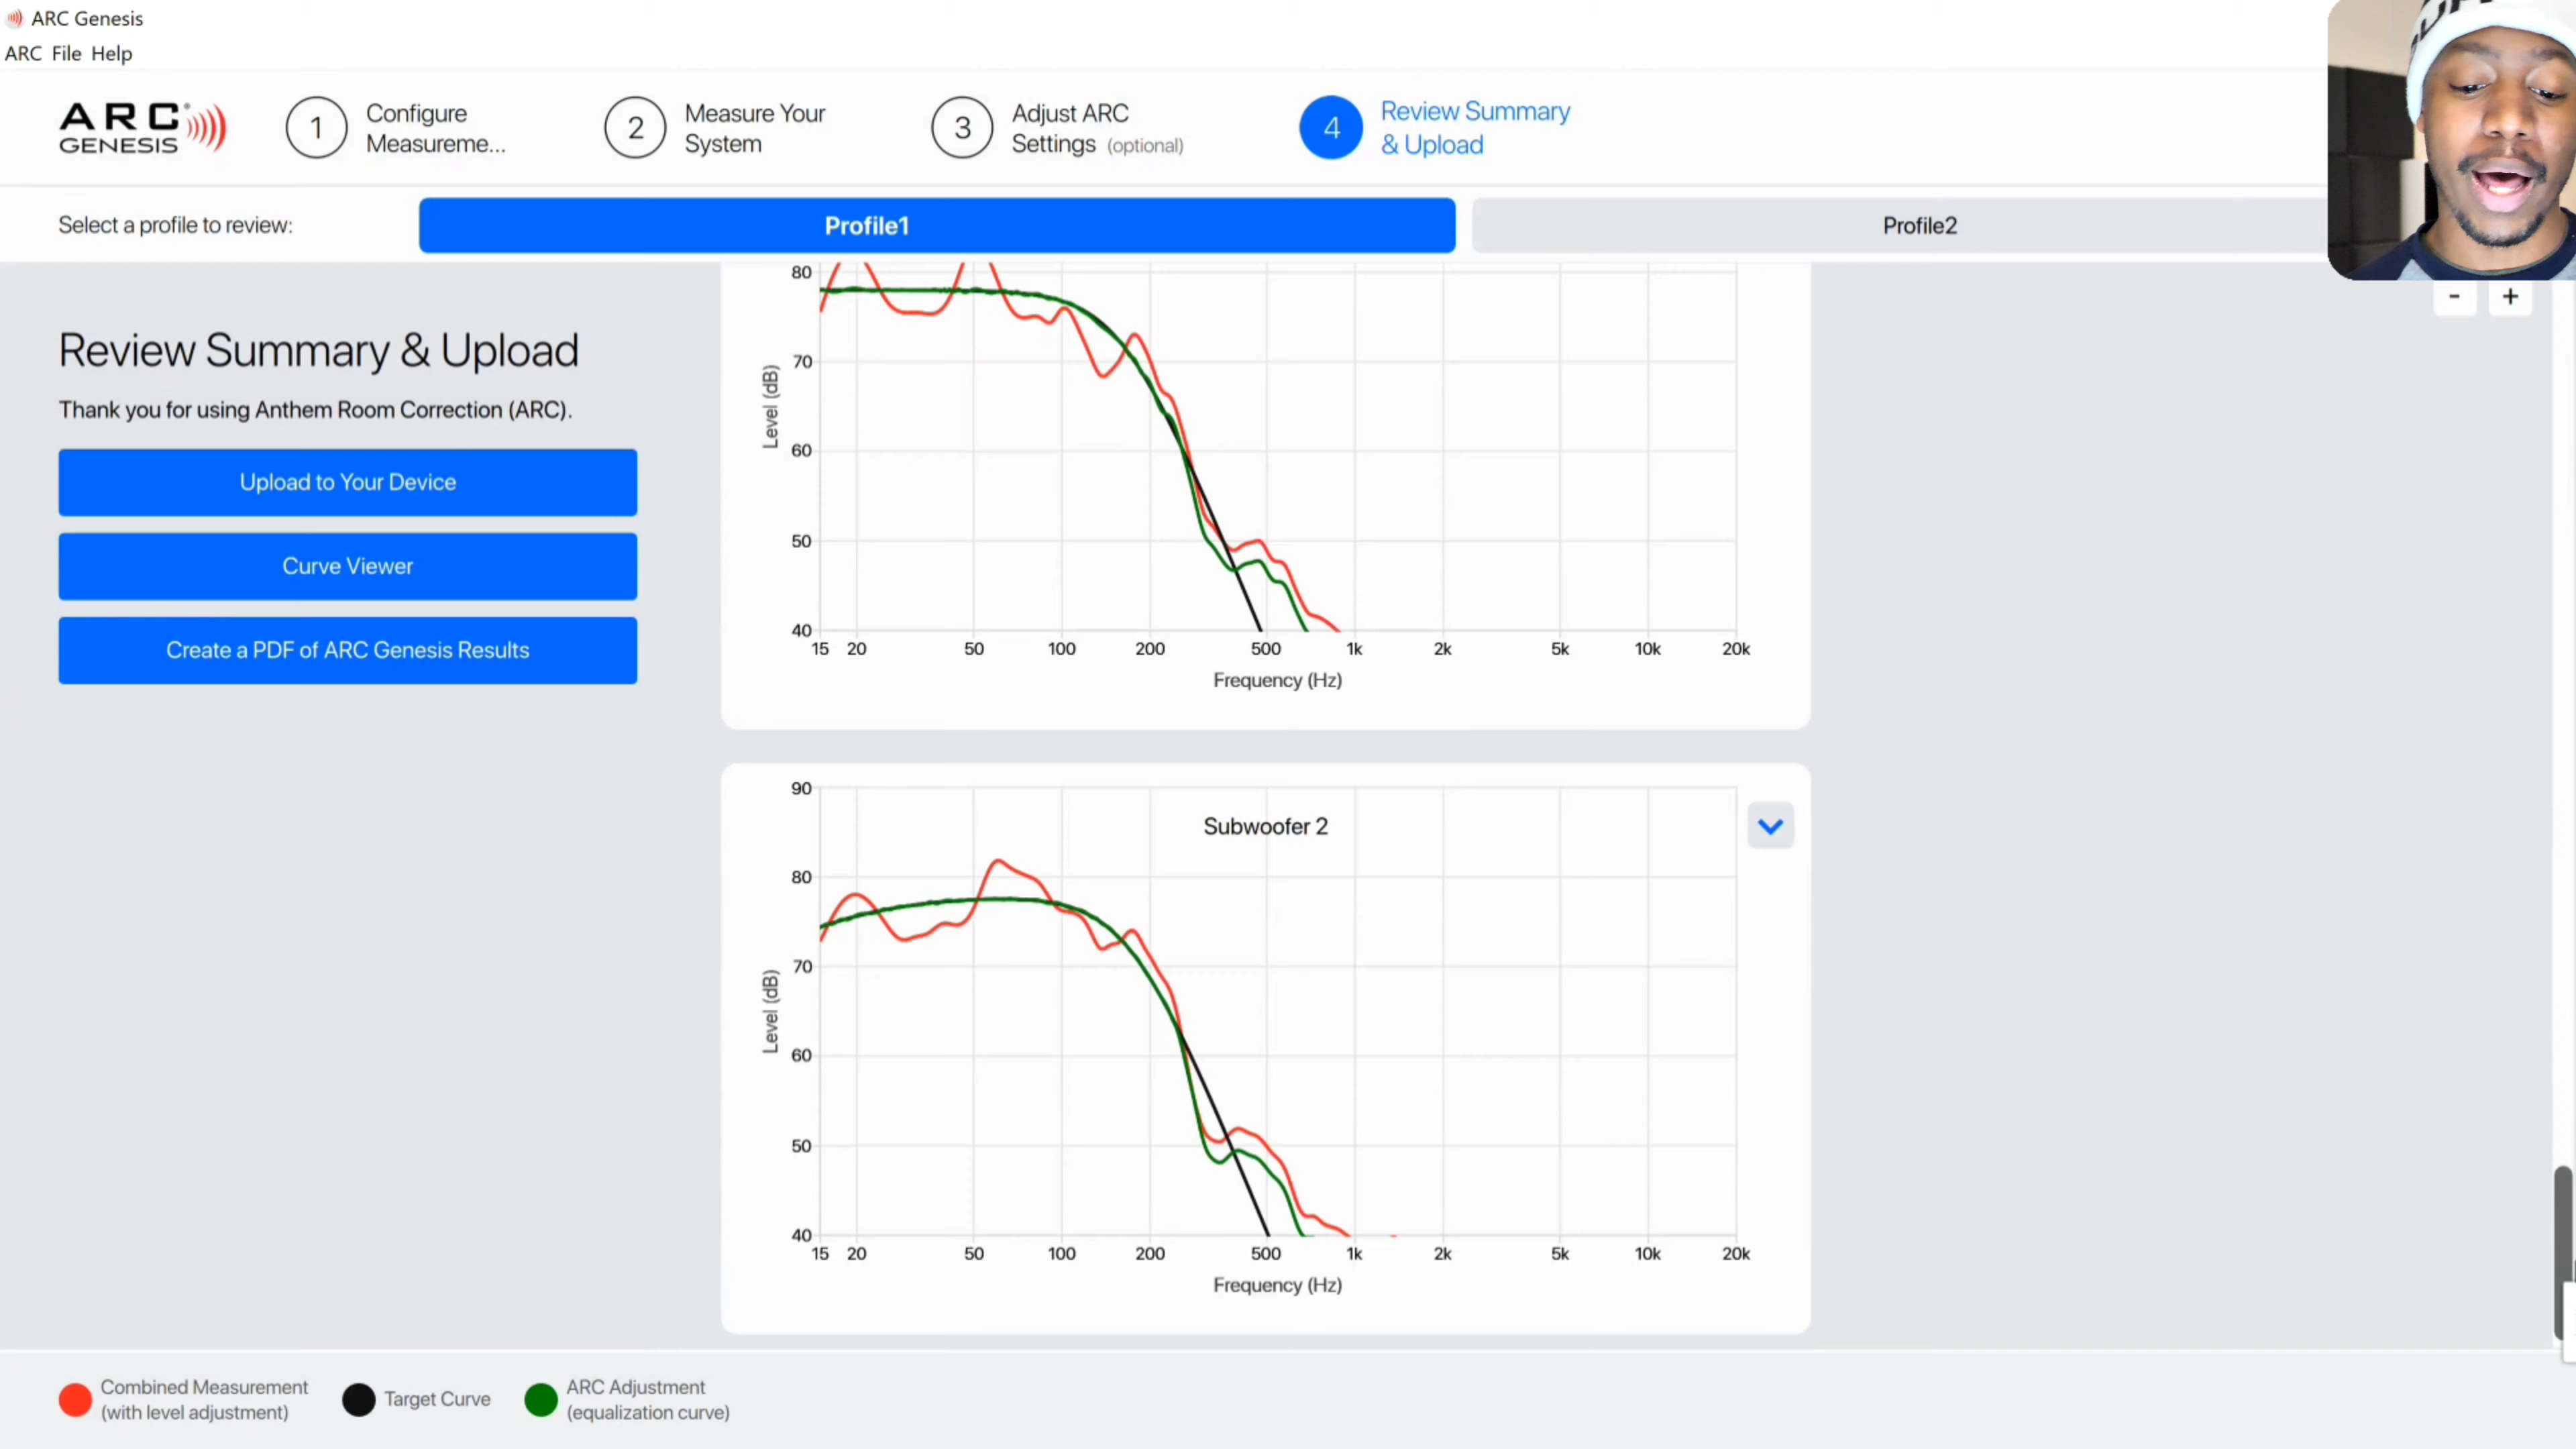 ARC Genesis
ARC File Help
ARC GENESIS
1 Configure Measureme...
2 Measure Your System
3 Adjust ARC Settings (optional)
4 Review Summary & Upload
Select a profile to review:
Profile1
Profile2
- +
Review Summary & Upload
Thank you for using Anthem Room Correction (ARC).
Upload to Your Device
Curve Viewer
Create a PDF of ARC Genesis Results
80
70
60
50
40
Level (dB)
15 20 50 100 200 500 1k 2k 5k 10k 20k
Frequency (Hz)
Subwoofer 2
90
80
70
60
50
40
Level (dB)
15 20 50 100 200 500 1k 2k 5k 10k 20k
Frequency (Hz)
Combined Measurement
(with level adjustment)
Target Curve
ARC Adjustment
(equalization curve)